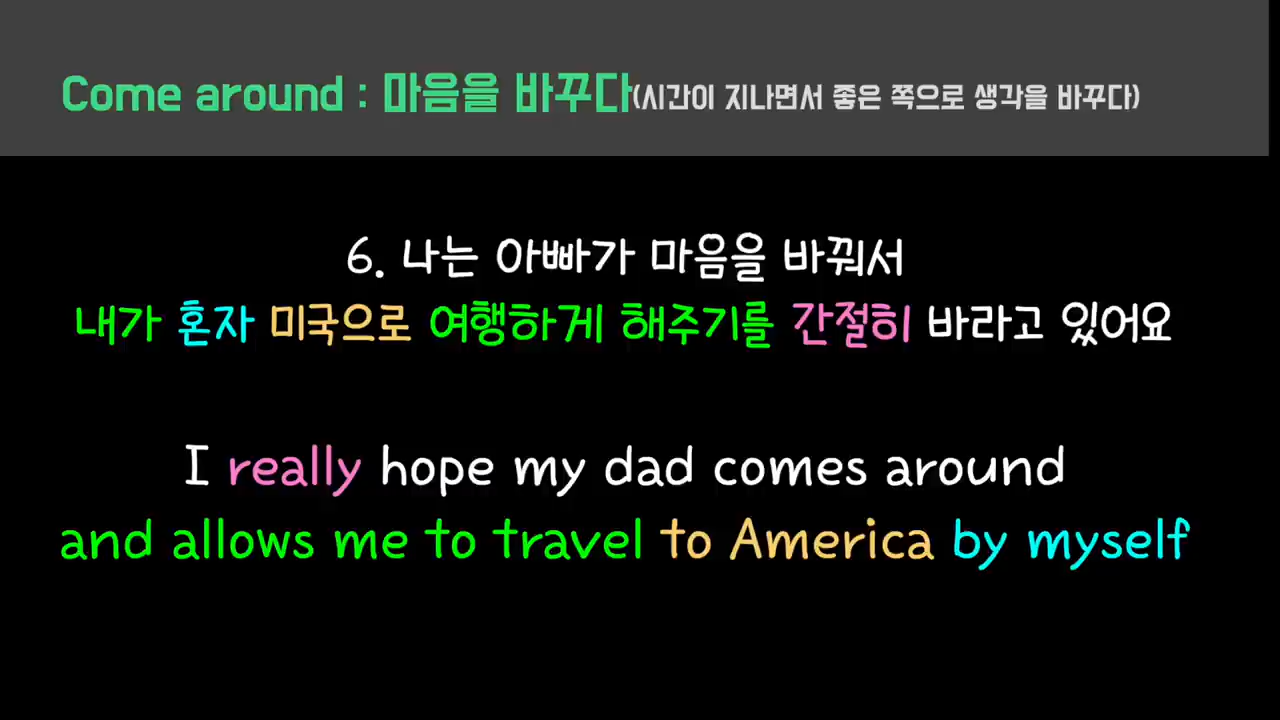 Come around : 마음을 바꾸다(시간이 지나면서 좋은 쪽으로 생각을 바꾸다)
6. 나는 아빠가 마음을 바꿔서
내가 혼자 미국으로 여행하게 해주기를 간절히 바라고 있어요
I really hope my dad comes around
and allows me to travel to America by myself